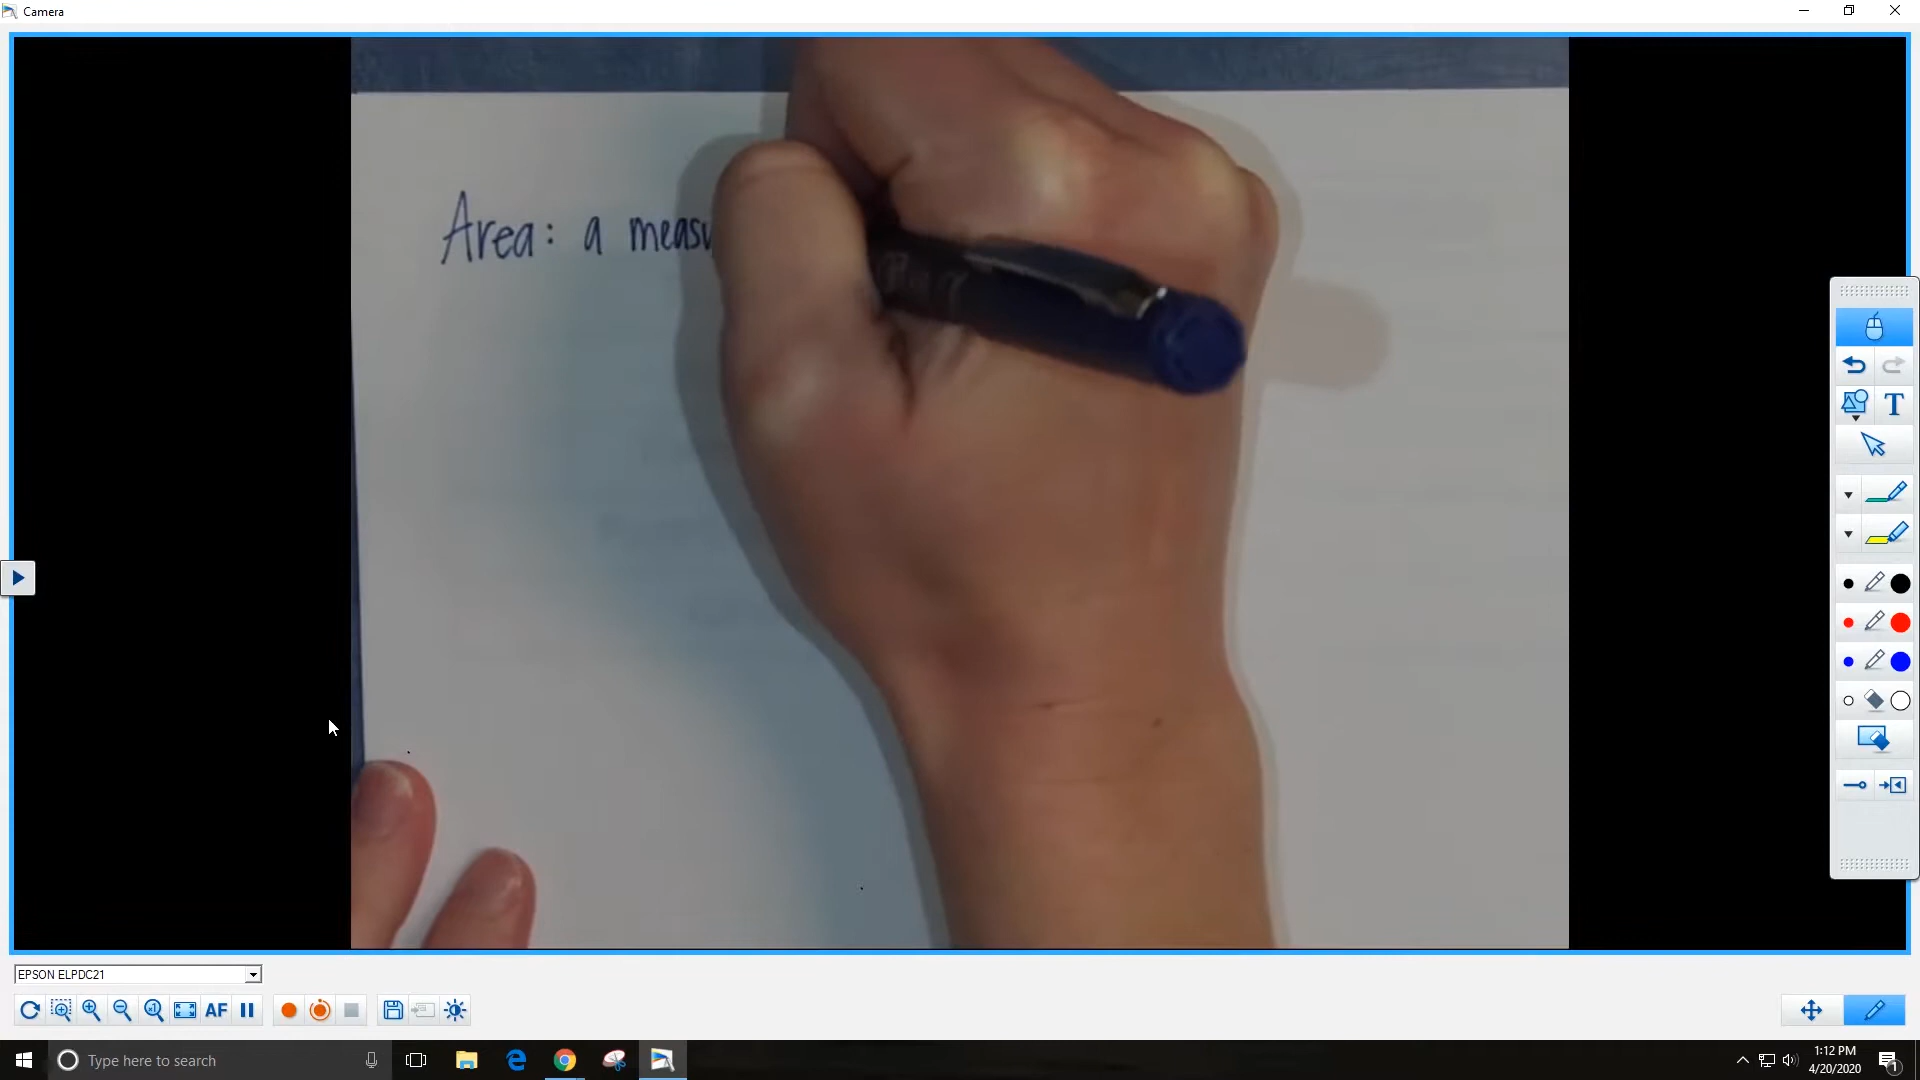 Camera
Area: a meas
EPSON ELPDC21
AF
T
Type here to search
1:12 PM
4/20/2020